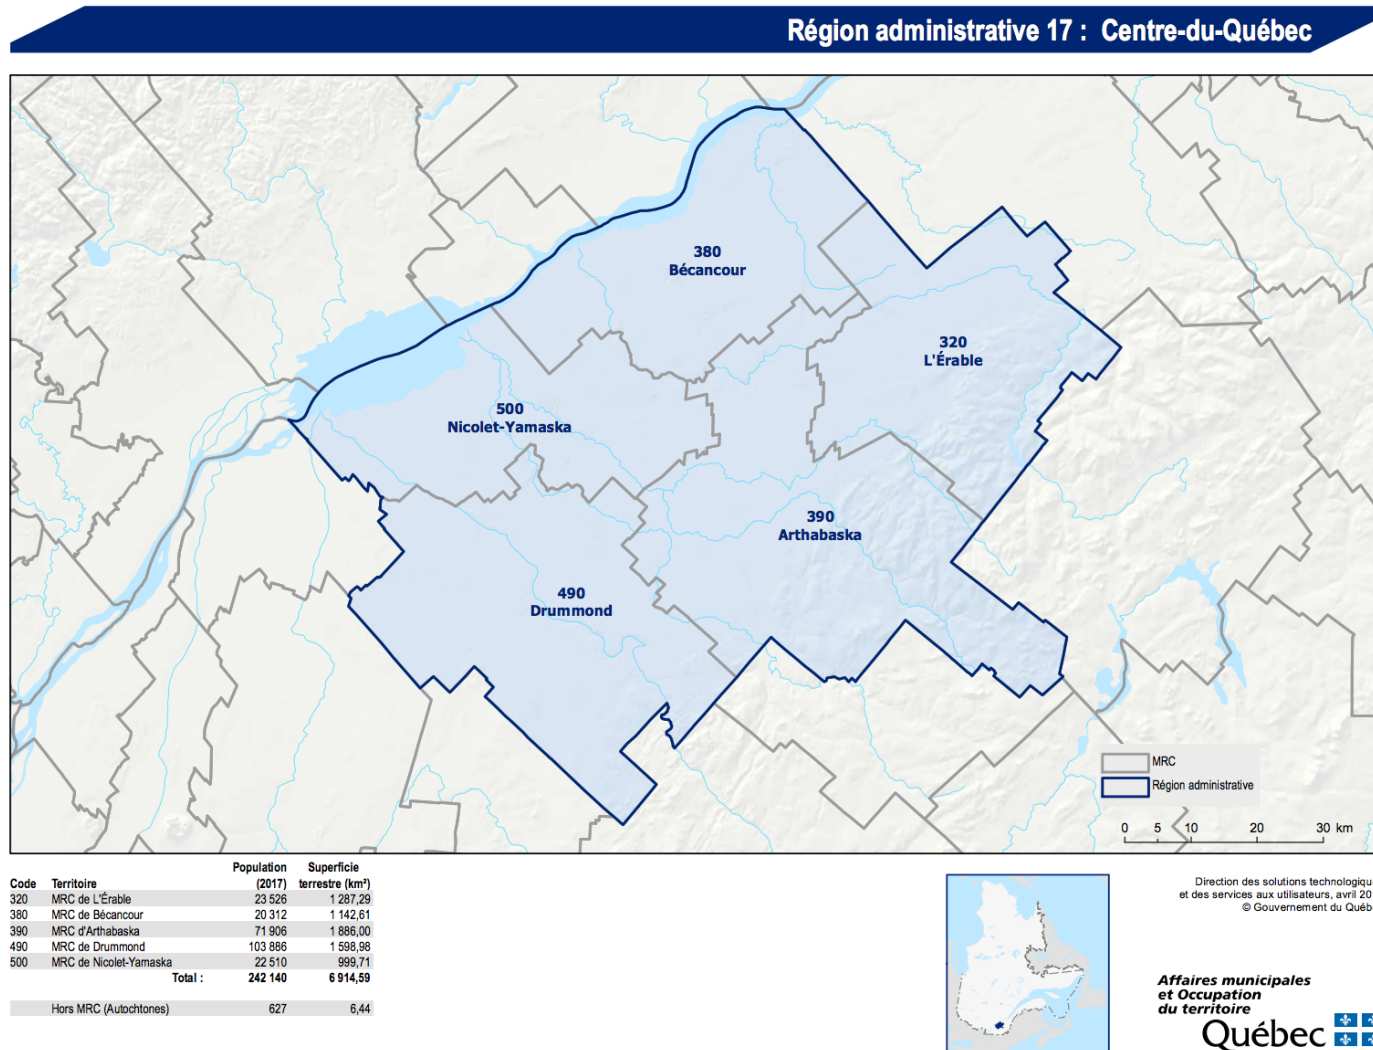 Région administrative 17 : Centre-du-Québec
380
Bécancour
320
L'Érable
500
Nicolet-Yamaska
390
Arthabaska
490
Drummond
MRC
Région administrative
0 5 10 20 30 km
Population Superficie
Code Territoire (2017) terrestre (km²)
320 MRC de L'Érable 23 526 1 287,29
380 MRC de Bécancour 20 312 1 142,61
390 MRC d'Arthabaska 71 906 1 886,00
490 MRC de Drummond 103 886 1 598,98
500 MRC de Nicolet-Yamaska 22 510 999,71
Total : 242 140 6 914,59
Hors MRC (Autochtones) 627 6,44
Direction des solutions technologiqu
et des services aux utilisateurs, avril 20
© Gouvernement du Québ
Affaires municipales
et Occupation
du territoire
Québec